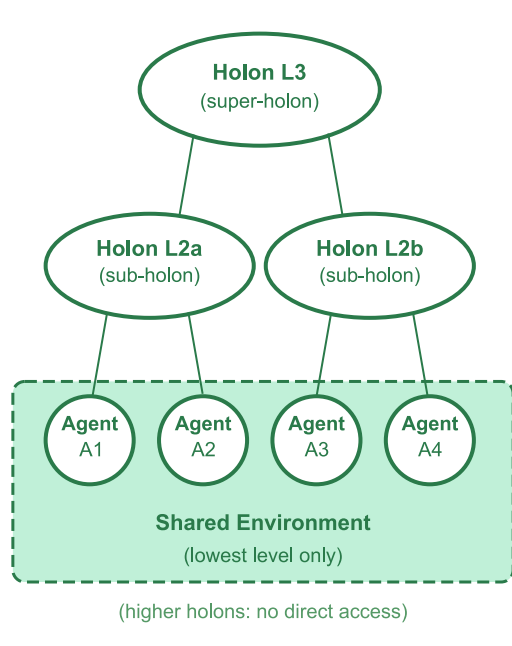 Holon L3
(super-holon)
Holon L2a
(sub-holon)
Holon L2b
(sub-holon)
Agent
A1
Agent
A2
Agent
A3
Agent
A4
Shared Environment
(lowest level only)
(higher holons: no direct access)